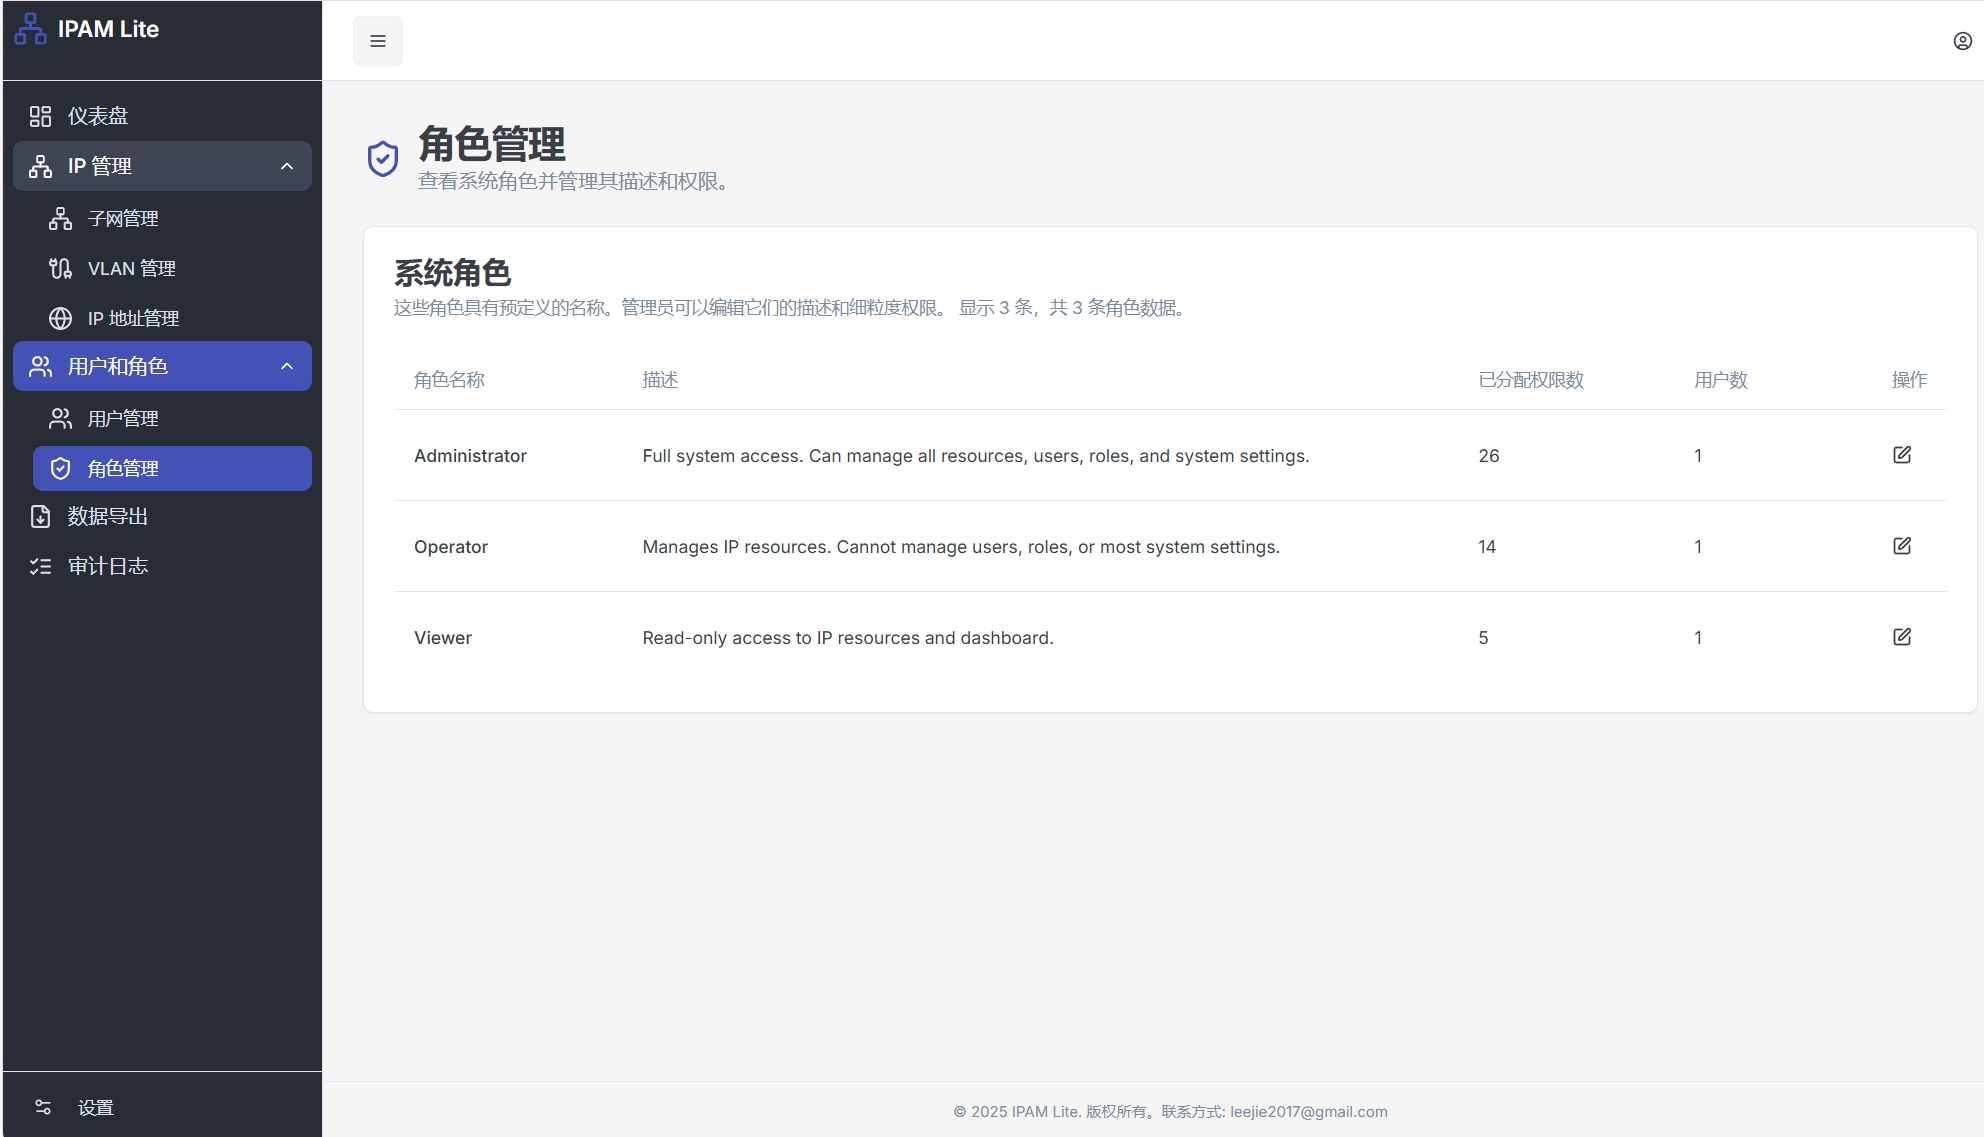 IPAM Lite
仪表盘
IP 管理
子网管理
VLAN 管理
IP 地址管理
用户和角色
用户管理
角色管理
数据导出
审计日志
设置
角色管理
查看系统角色并管理其描述和权限。
系统角色
这些角色具有预定义的名称。管理员可以编辑它们的描述和细粒度权限。 显示 3 条，共 3 条角色数据。
角色名称 描述 已分配权限数 用户数 操作
Administrator Full system access. Can manage all resources, users, roles, and system settings. 26 1
Operator Manages IP resources. Cannot manage users, roles, or most system settings. 14 1
Viewer Read-only access to IP resources and dashboard. 5 1
© 2025 IPAM Lite. 版权所有。联系方式: leejie2017@gmail.com